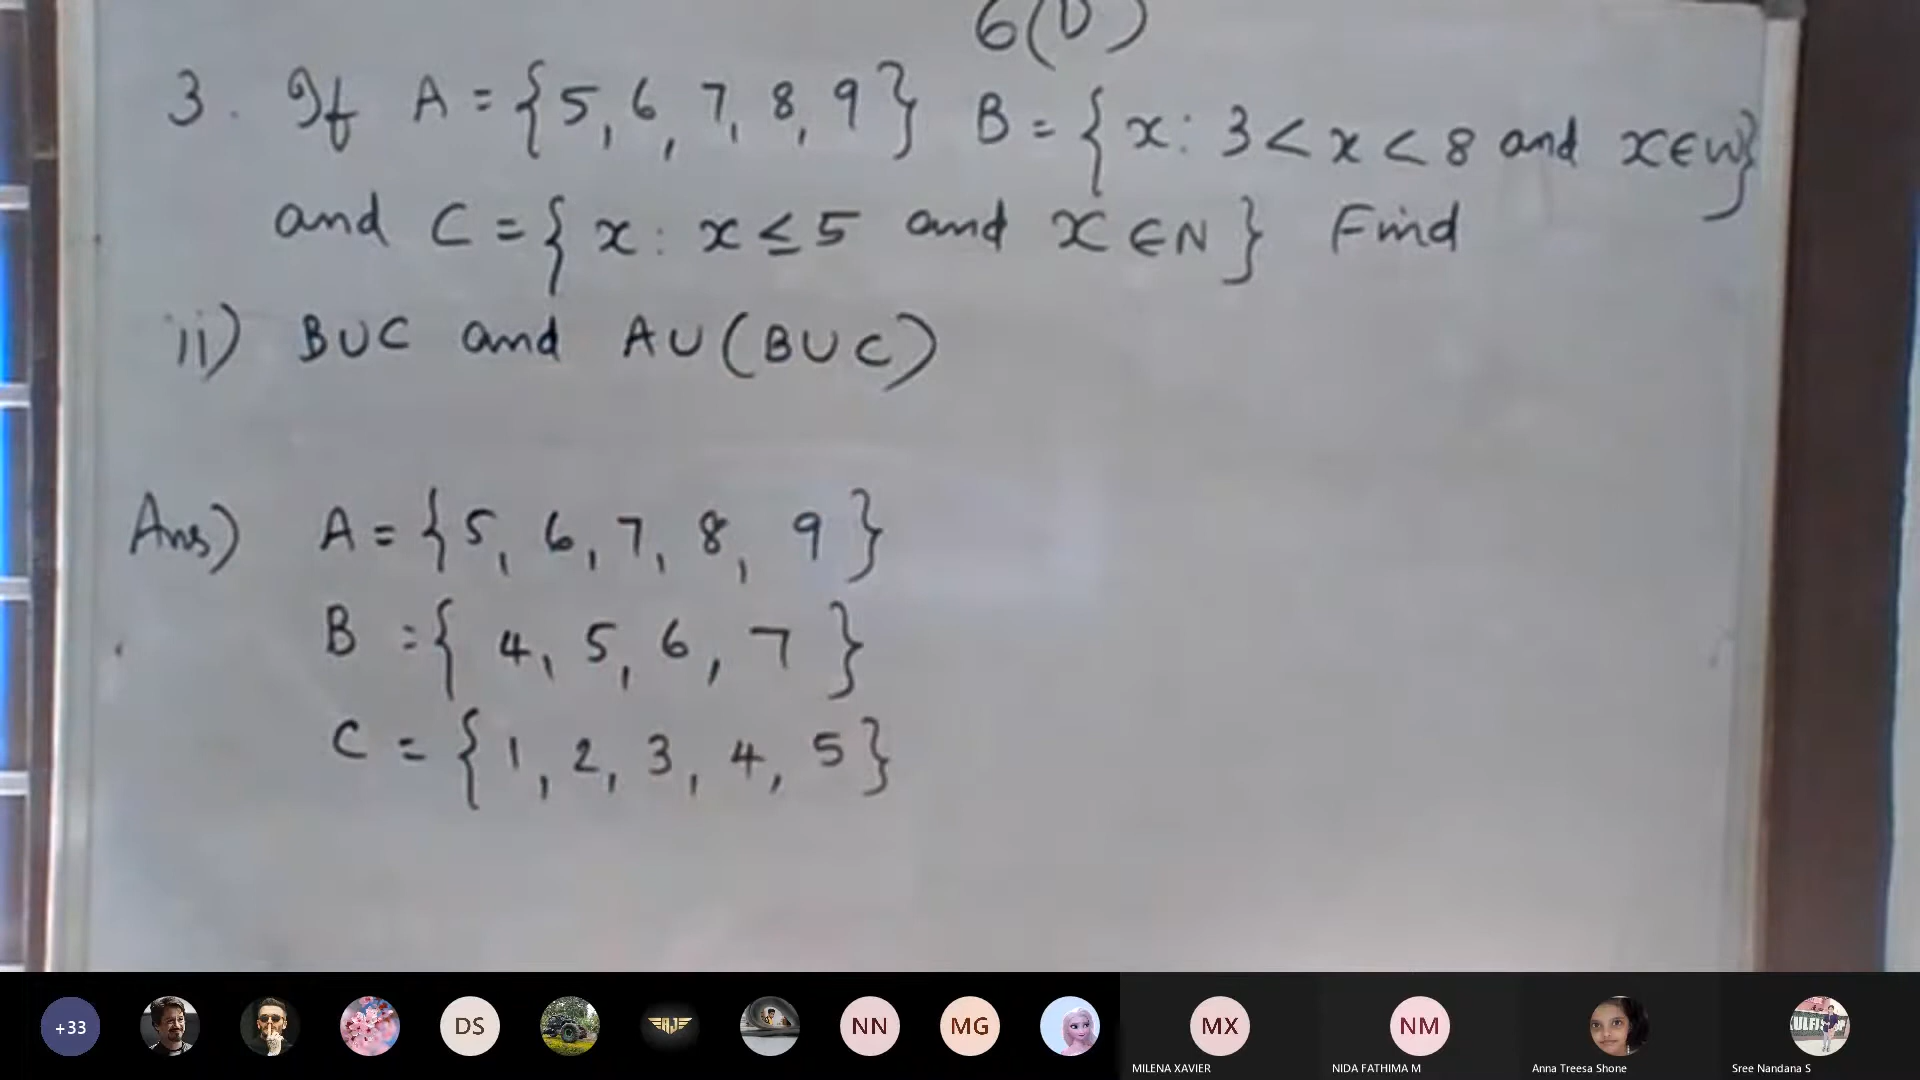 6(D)
3. If A = {5, 6, 7, 8, 9} B = {x: 3 < x < 8 and x ∈ W}
and C = {x: x ≤ 5 and x ∈ N} Find
ii) B∪C and A∪(B∪C)
Ans) A = {5, 6, 7, 8, 9}
B = {4, 5, 6, 7}
C = {1, 2, 3, 4, 5}
+33 DS AJ NN MG MX NM
MILENA XAVIER NIDA FATHIMA M Anna Treesa Shone Sree Nandana S